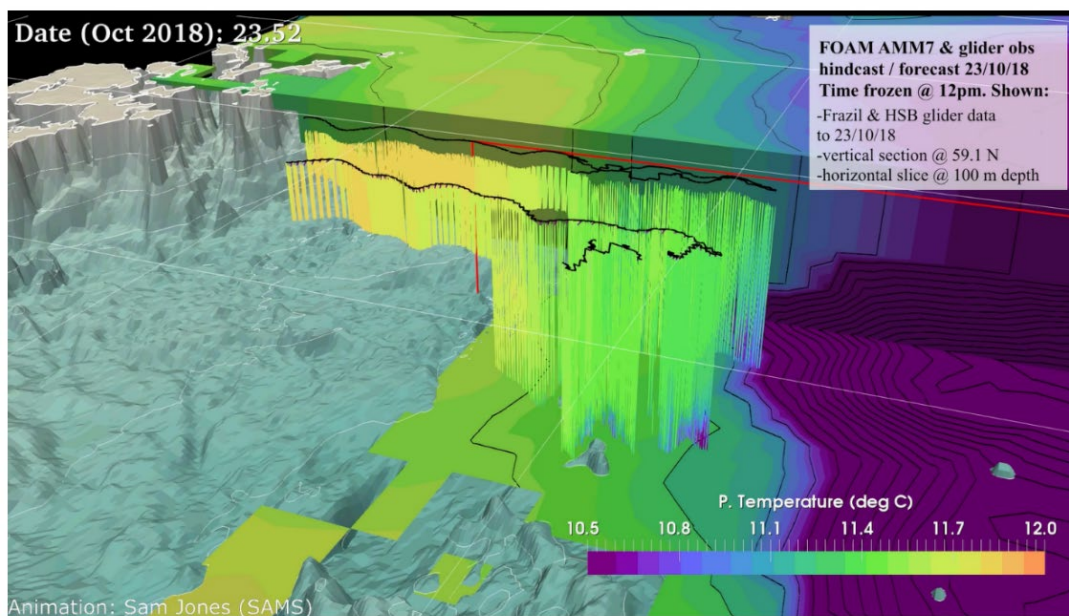 Date (Oct 2018): 23.52
FOAM AMM7 & glider obs
hindcast / forecast 23/10/18
Time frozen @ 12pm. Shown:
-Frazil & HSB glider data
to 23/10/18
-vertical section @ 59.1 N
-horizontal slice @ 100 m depth
P. Temperature (deg C)
10.5 10.8 11.1 11.4 11.7 12.0
Animation: Sam Jones (SAMS)